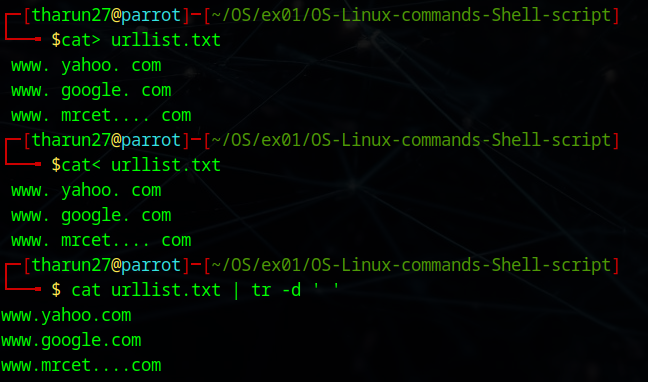 ┌─[tharun27@parrot]─[~/OS/ex01/OS-Linux-commands-Shell-script]
└──╼ $cat> urllist.txt
 www. yahoo. com
 www. google. com
 www. mrcet.... com
┌─[tharun27@parrot]─[~/OS/ex01/OS-Linux-commands-Shell-script]
└──╼ $cat< urllist.txt
 www. yahoo. com
 www. google. com
 www. mrcet.... com
┌─[tharun27@parrot]─[~/OS/ex01/OS-Linux-commands-Shell-script]
└──╼ $ cat urllist.txt | tr -d ' '
www.yahoo.com
www.google.com
www.mrcet....com